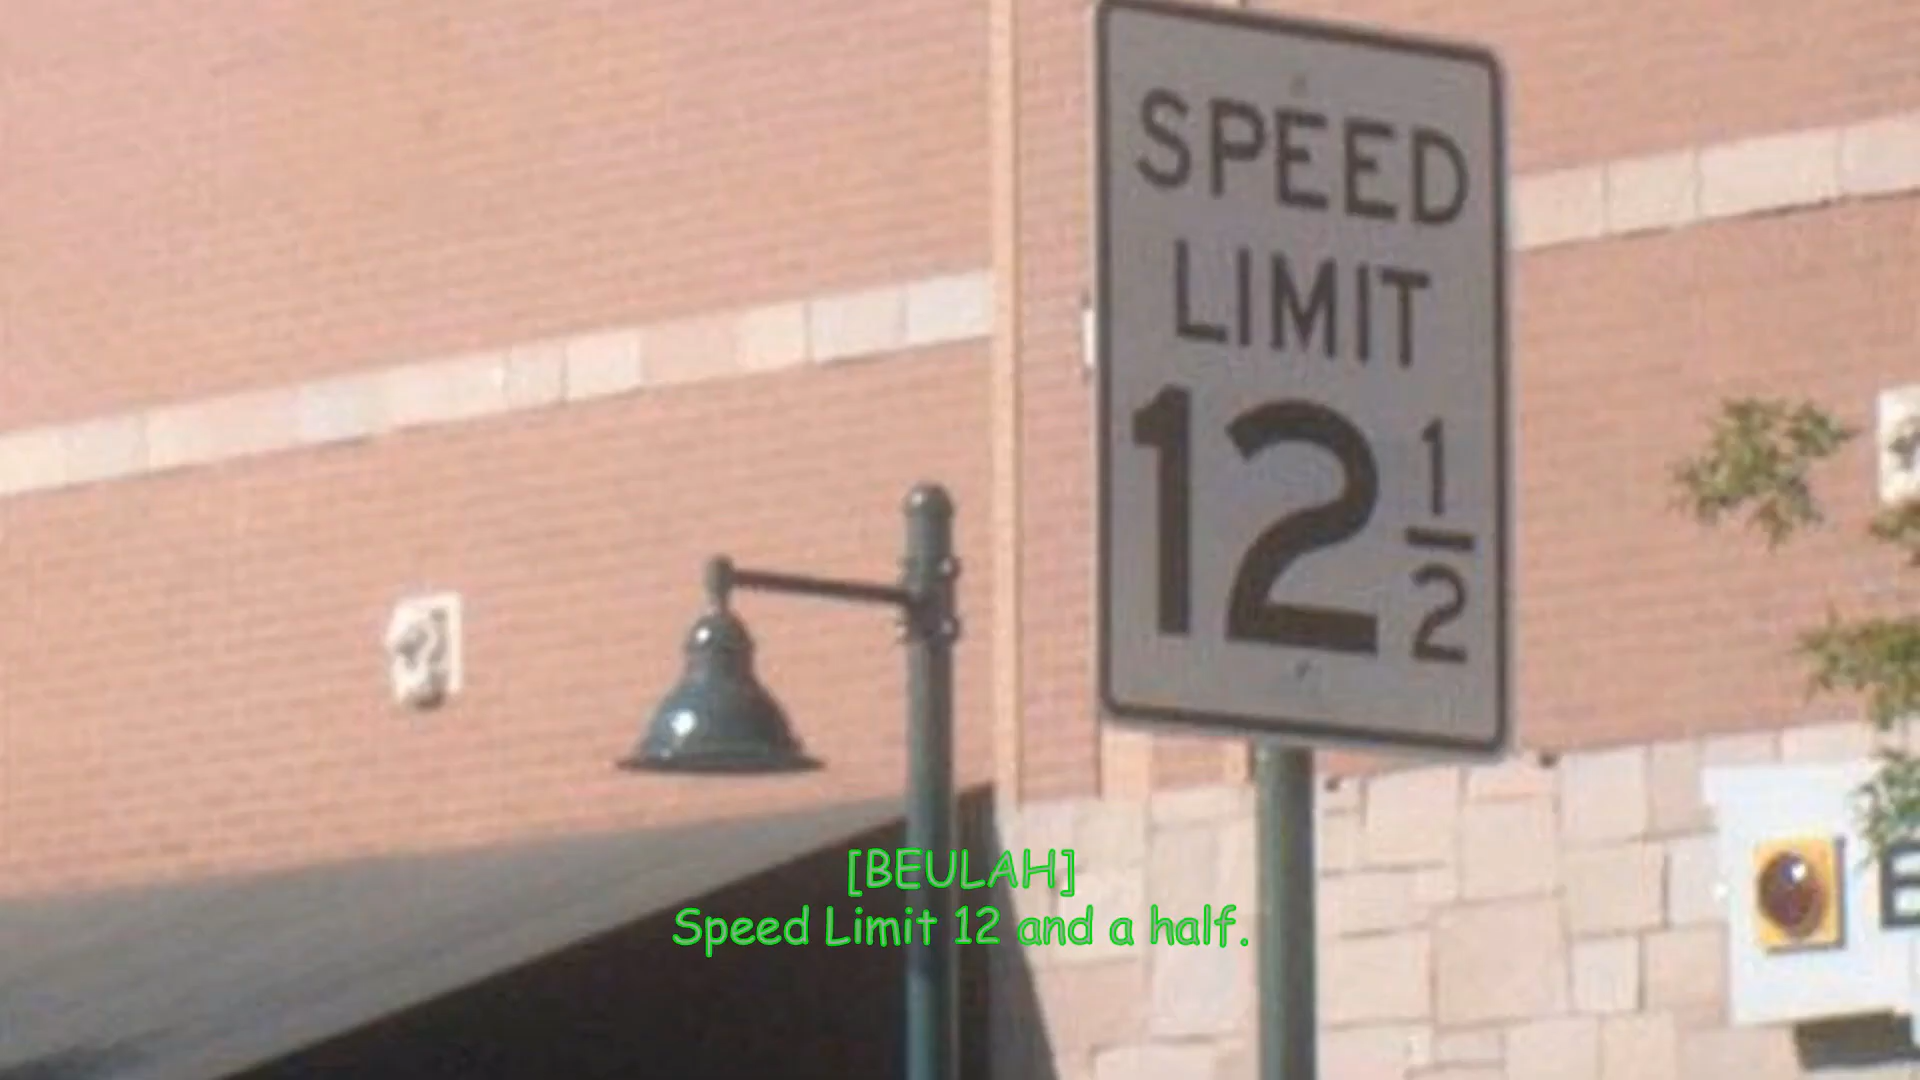 SPEED
LIMIT
12 1/2
[BEULAH]
Speed Limit 12 and a half.